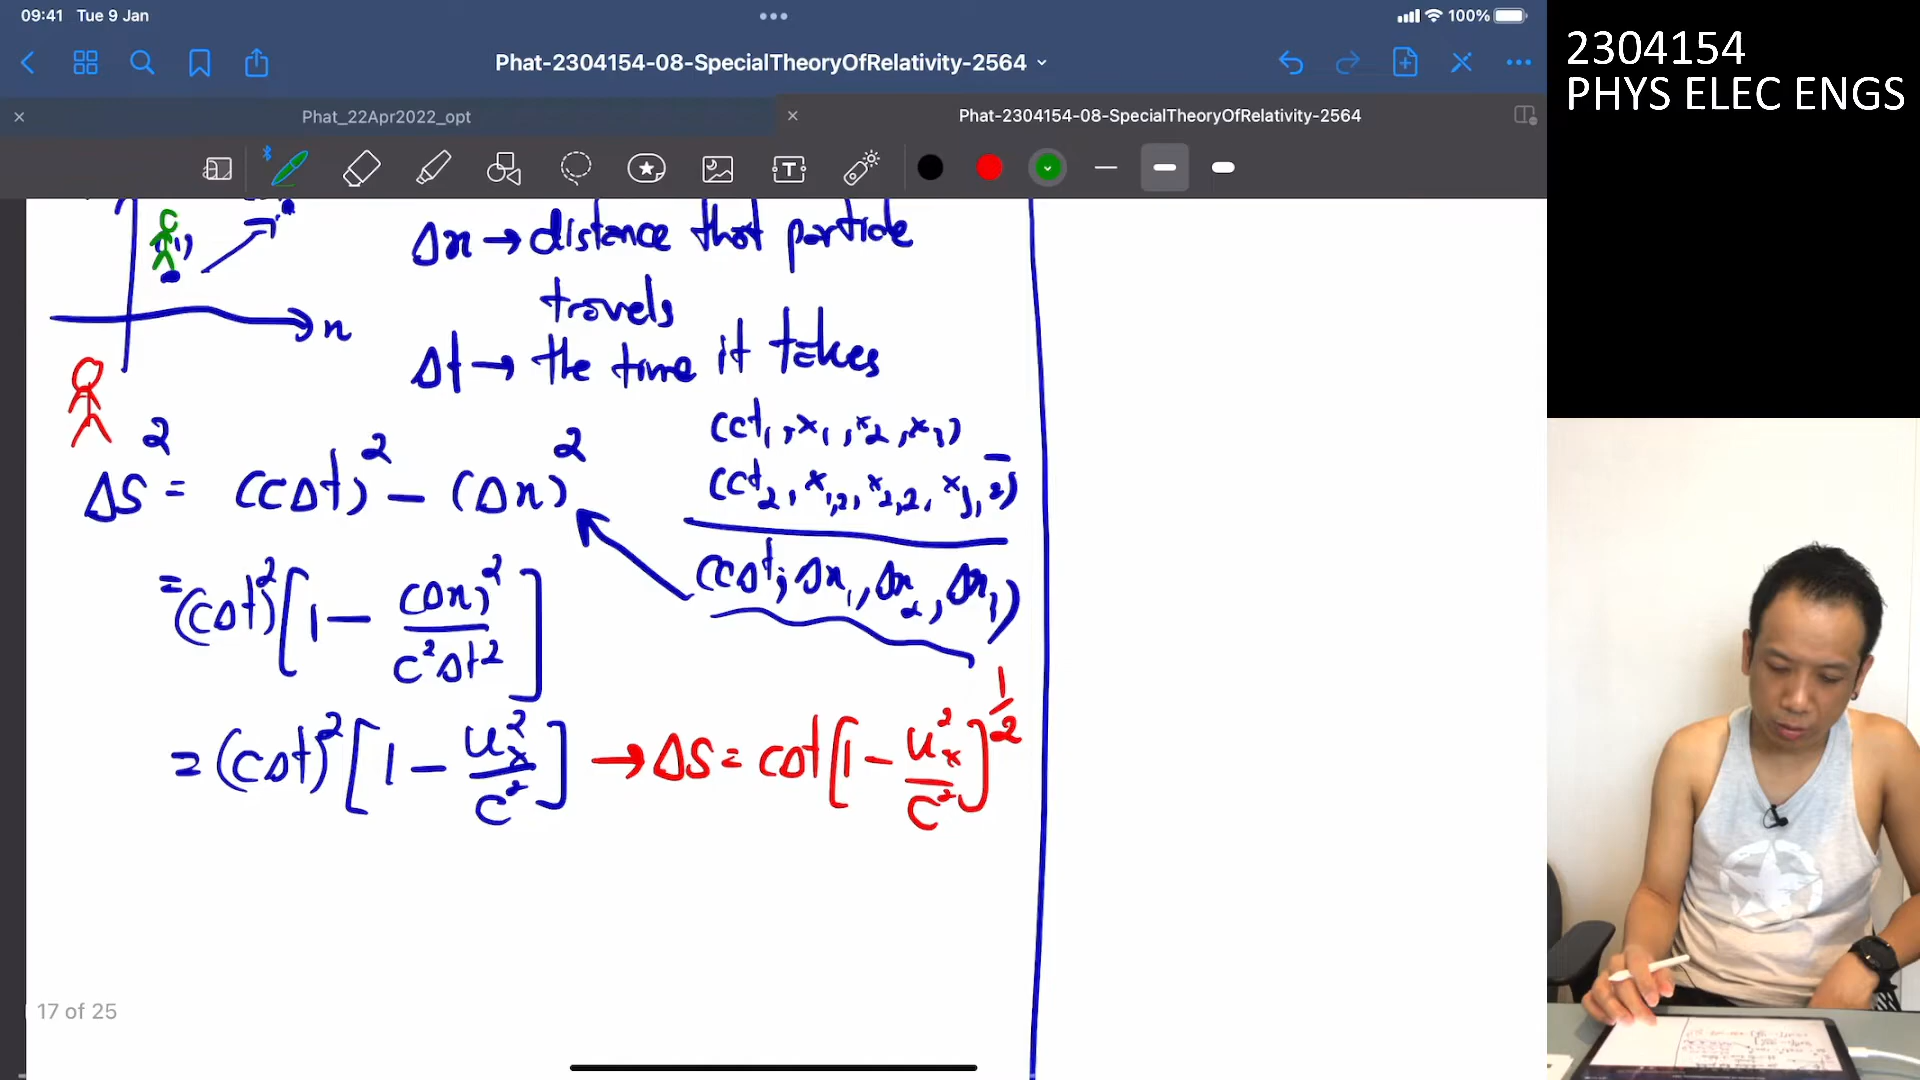 09:41 Tue 9 Jan
100%
Phat-2304154-08-SpecialTheoryOfRelativity-2564
Phat_22Apr2022_opt
Phat-2304154-08-SpecialTheoryOfRelativity-2564
2304154
PHYS ELEC ENGS
Δx → distance that particle
travels
x
Δt → the time it takes
(ct₁, x₁, x₂, x₃)
ΔS² = (cΔt)² − (Δx)²
(ct₂, x₁,₂, x₂,₂, x₃,₂)
(cΔt, Δx₁, Δx₂, Δx₃)
= (cΔt)² [1 − (Δx)² / c²Δt²]
= (cΔt)² [1 − uₓ² / c²] → ΔS = cΔt [1 − uₓ² / c²]^1/2
17 of 25